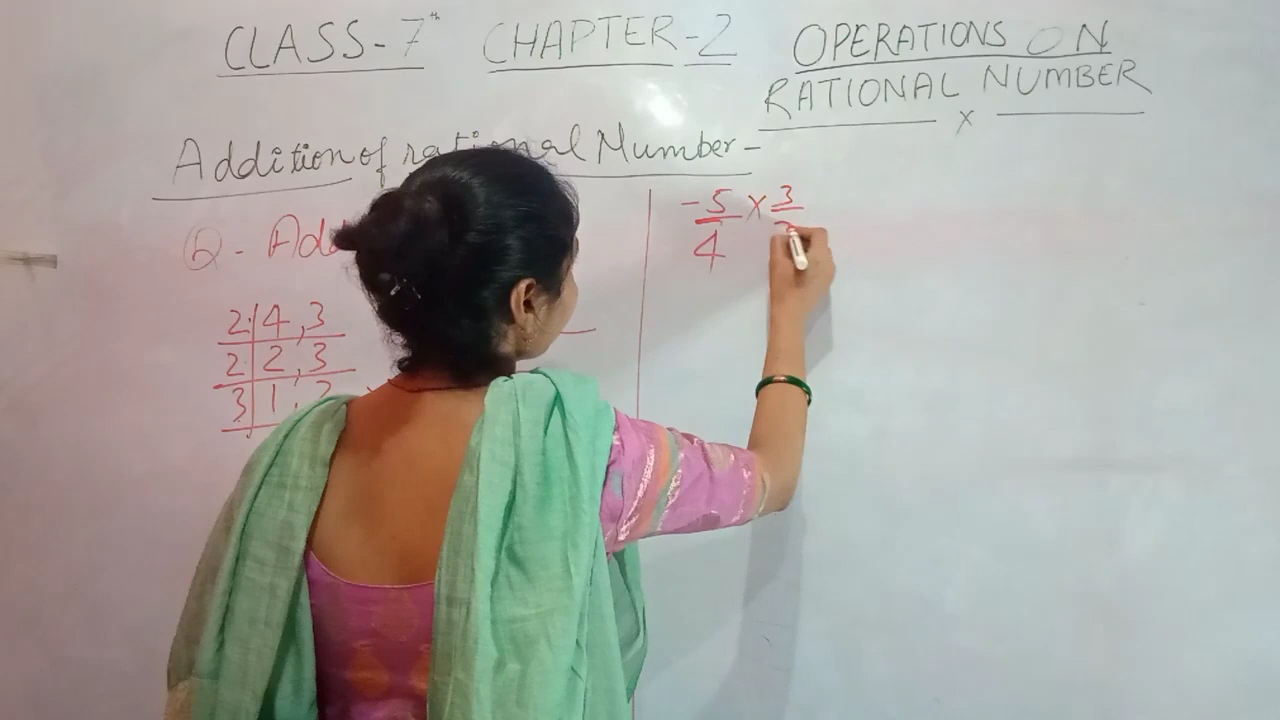 CLASS-7th CHAPTER-2 OPERATIONS ON
RATIONAL NUMBER
x
Addition of rational Number-
Q- Add
2 4,3
2 2,3
3 1,
-5/4 × 3/